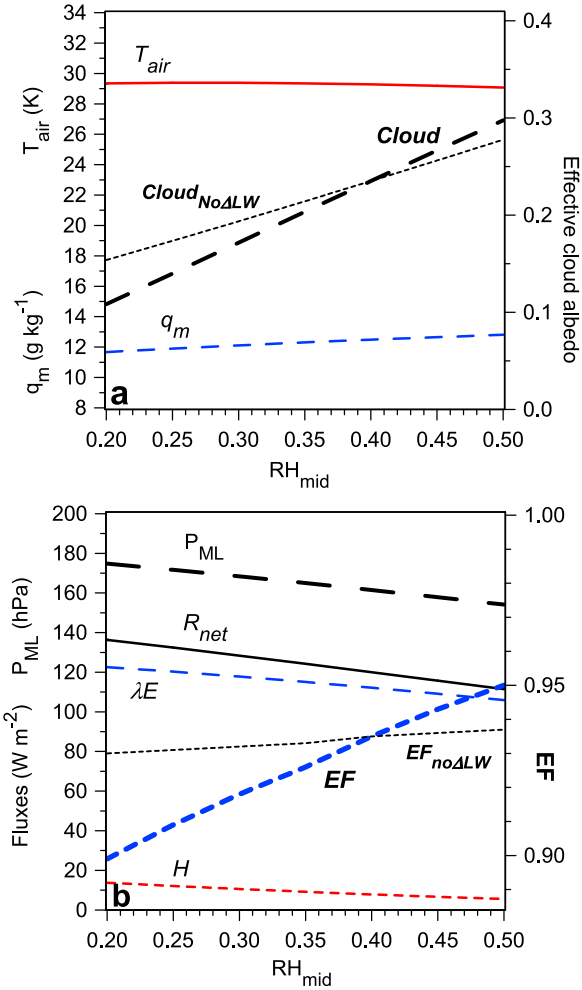 34
32
30
28
26
24
22
20
18
16
14
12
10
8
T_air (K)
q_m (g kg⁻¹)
T_air
Cloud
Cloud_NoΔLW
q_m
a
0.4
0.3
0.2
0.1
0.0
Effective cloud albedo
0.20 0.25 0.30 0.35 0.40 0.45 0.50
RH_mid
200
180
160
140
120
100
80
60
40
20
0
P_ML (hPa)
Fluxes (W m⁻²)
P_ML
R_net
λE
EF_noΔLW
EF
H
b
1.00
0.95
0.90
EF
0.20 0.25 0.30 0.35 0.40 0.45 0.50
RH_mid